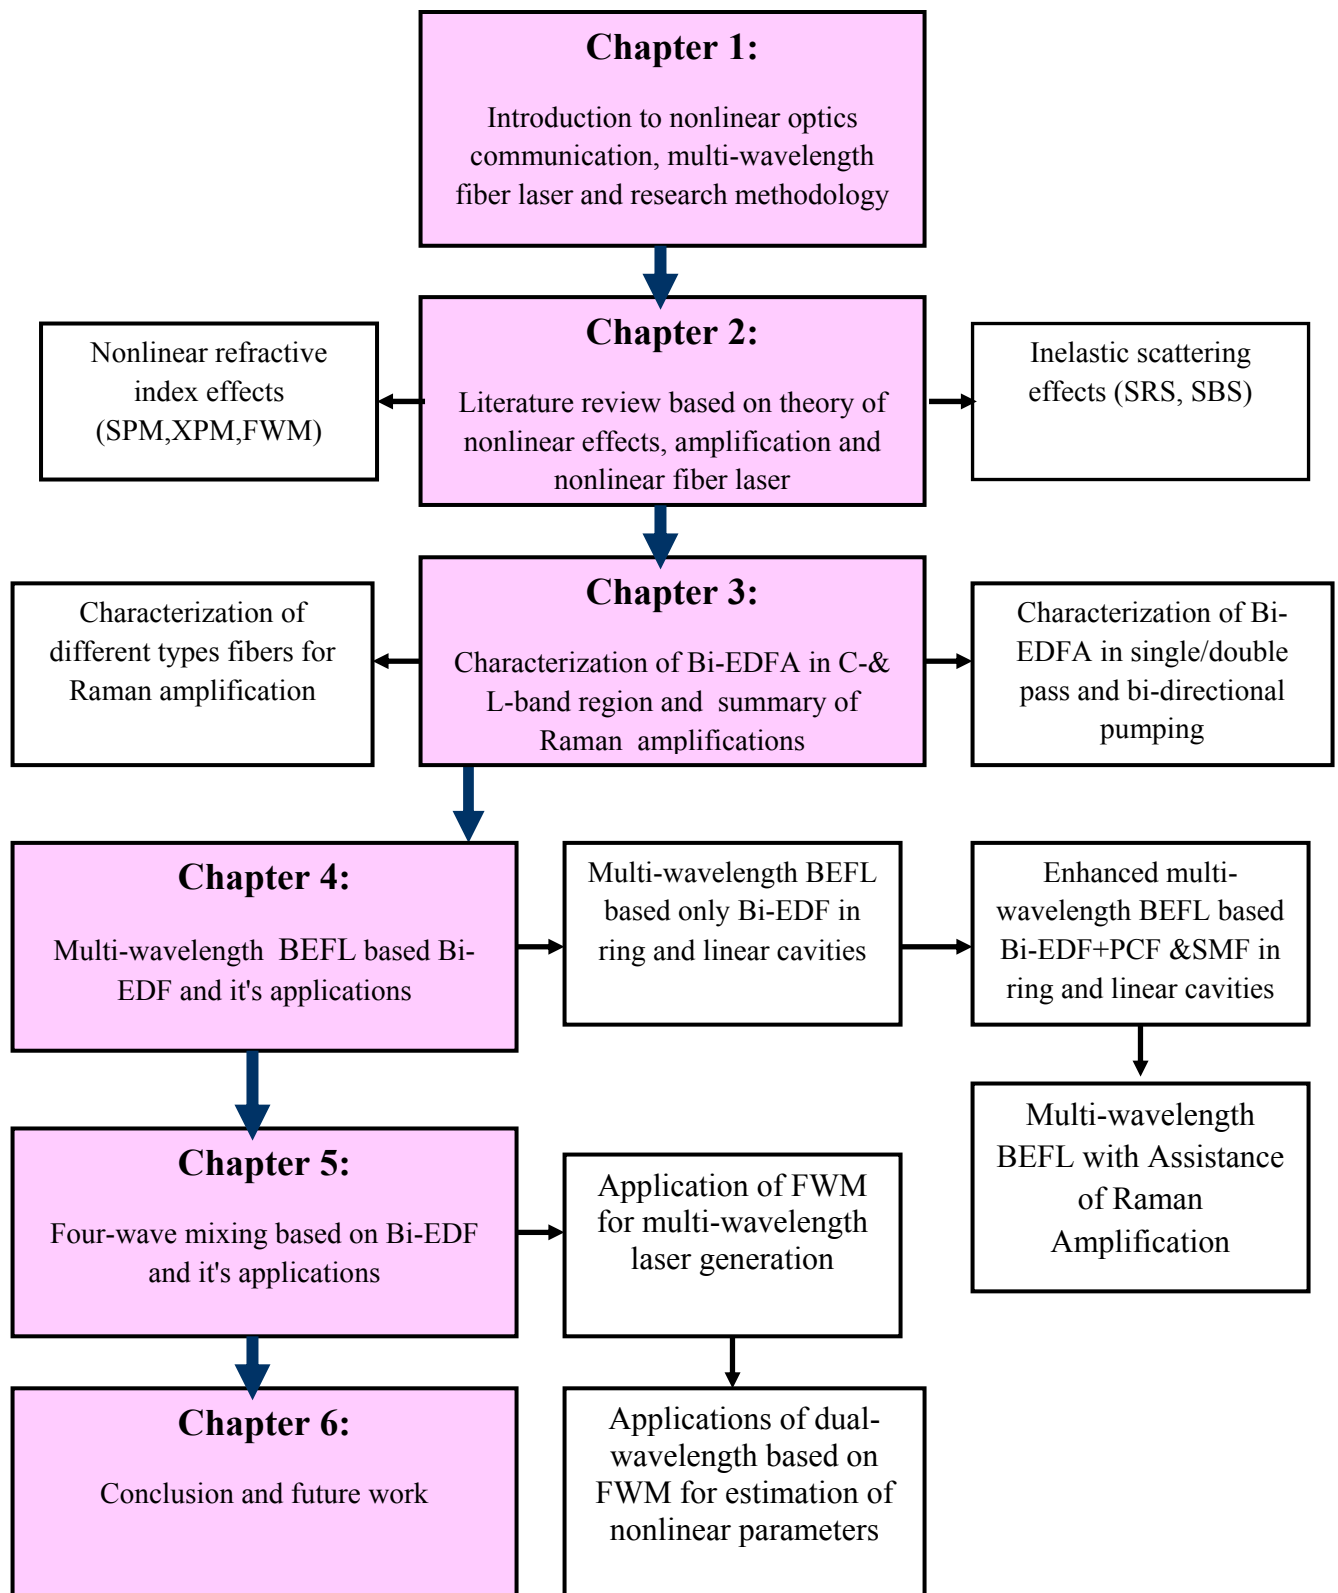 Chapter 1:
Introduction to nonlinear optics
communication, multi-wavelength
fiber laser and research methodology
Chapter 2:
Literature review based on theory of
nonlinear effects, amplification and
nonlinear fiber laser
Nonlinear refractive
index effects
(SPM,XPM,FWM)
Inelastic scattering
effects (SRS, SBS)
Chapter 3:
Characterization of Bi-EDFA in C-&
L-band region and summary of
Raman amplifications
Characterization of
different types fibers for
Raman amplification
Characterization of Bi-
EDFA in single/double
pass and bi-directional
pumping
Chapter 4:
Multi-wavelength BEFL based Bi-
EDF and it's applications
Multi-wavelength BEFL
based only Bi-EDF in
ring and linear cavities
Enhanced multi-
wavelength BEFL based
Bi-EDF+PCF &SMF in
ring and linear cavities
Multi-wavelength
BEFL with Assistance
of Raman
Amplification
Chapter 5:
Four-wave mixing based on Bi-EDF
and it's applications
Application of FWM
for multi-wavelength
laser generation
Chapter 6:
Conclusion and future work
Applications of dual-
wavelength based on
FWM for estimation of
nonlinear parameters